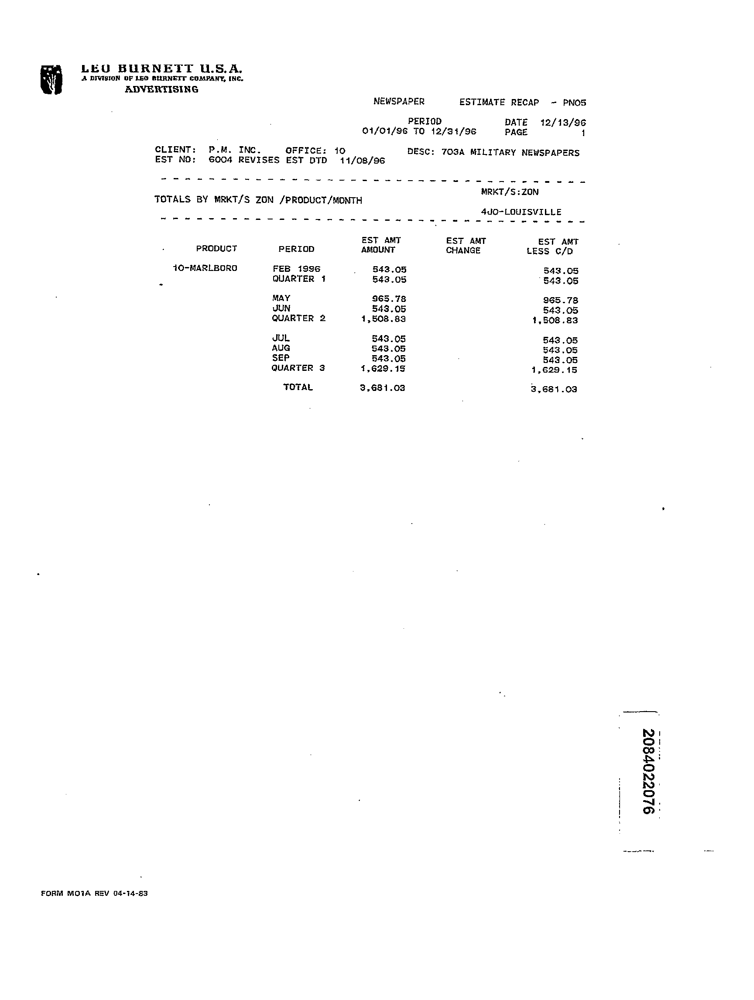 LEO BURNETT U.S.A.
A DIVISION OF LEO BURNETT COMPANY, INC.
ADVERTISING
NEWSPAPER ESTIMATE RECAP - PN05
PERIOD DATE 12/13/96
01/01/96 TO 12/31/96 PAGE 1
CLIENT: P.M. INC. OFFICE: 10 DESC: 703A MILITARY NEWSPAPERS
EST NO: 6004 REVISES EST DTD 11/08/96
MRKT/S:ZON
TOTALS BY MRKT/S ZON /PRODUCT/MONTH
4JO-LOUISVILLE
EST AMT EST AMT EST AMT
PRODUCT PERIOD AMOUNT CHANGE LESS C/D
10-MARLBORO FEB 1996 543.05 543.05
QUARTER 1 543.05 543.05
MAY 965.78 965.78
JUN 543.05 543.05
QUARTER 2 1,508.83 1,508.83
JUL 543.05 543.05
AUG 543.05 543.05
SEP 543.05 543.05
QUARTER 3 1,629.15 1,629.15
TOTAL 3,681.03 3,681.03
2084022076
FORM MO1A REV 04-14-83